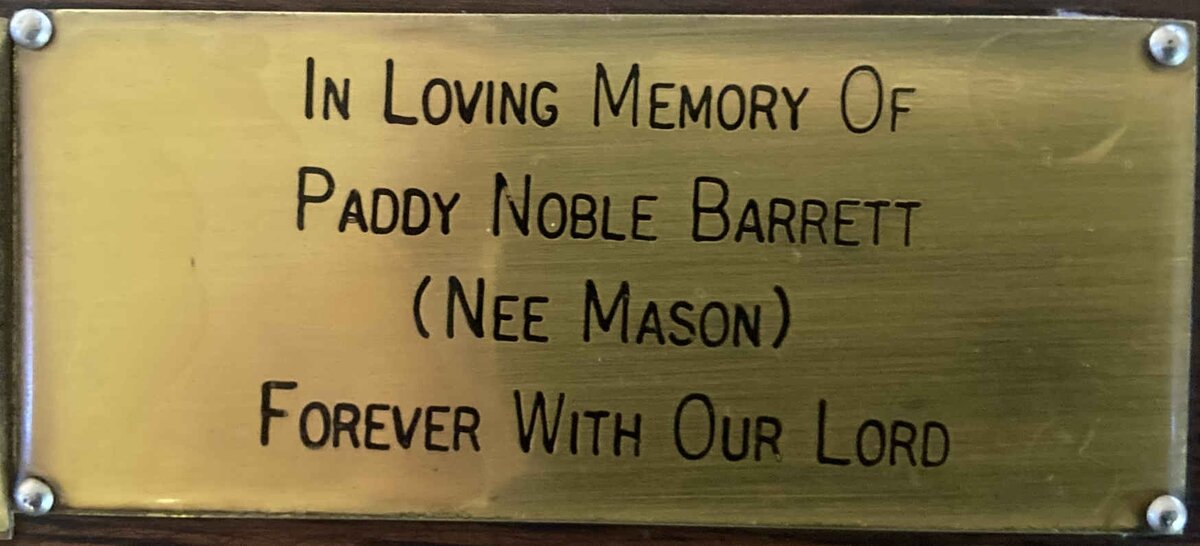 In Loving Memory Of
Paddy Noble Barrett
(Nee Mason)
Forever With Our Lord